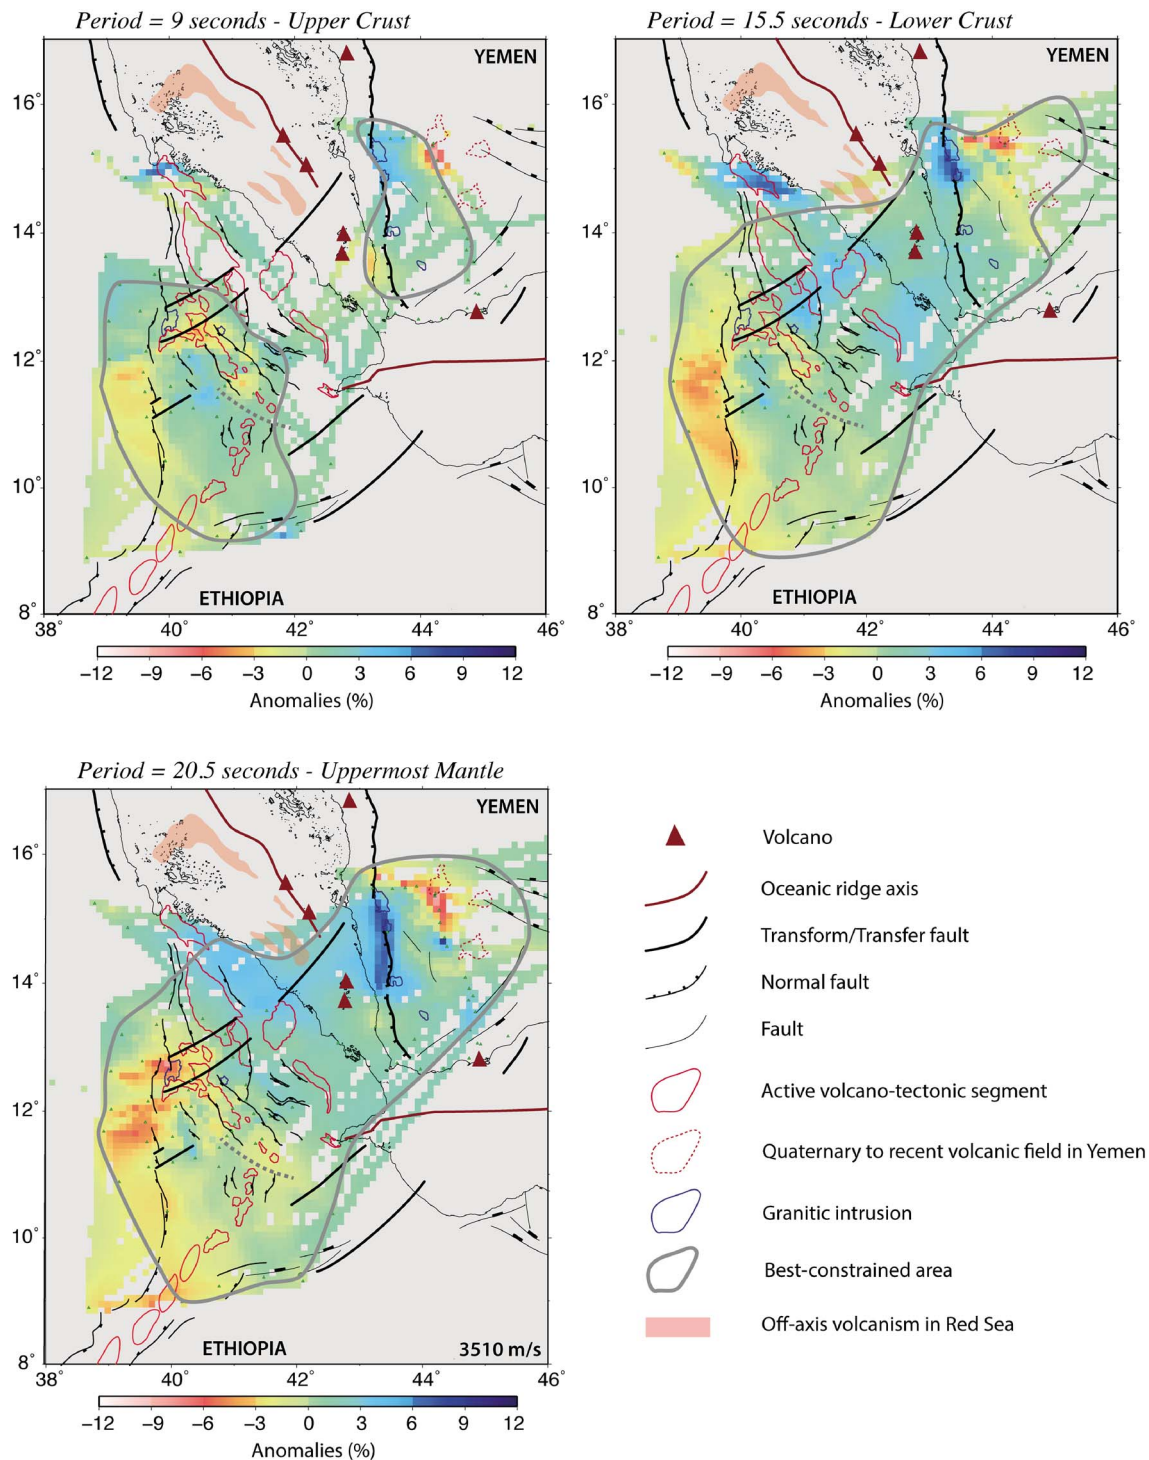 Period = 9 seconds - Upper Crust
YEMEN
16°
14°
12°
10°
8°
ETHIOPIA
38 40 42 44 46°
−12 −9 −6 −3 0 3 6 9 12
Anomalies (%)
Period = 15.5 seconds - Lower Crust
YEMEN
16°
14°
12°
10°
8°
ETHIOPIA
38° 40° 42° 44° 46°
−12 −9 −6 −3 0 3 6 9 12
Anomalies (%)
Period = 20.5 seconds - Uppermost Mantle
YEMEN
16°
14°
12°
10°
8°
ETHIOPIA
3510 m/s
38° 40° 42° 44° 46°
−12 −9 −6 −3 0 3 6 9 12
Anomalies (%)
Volcano
Oceanic ridge axis
Transform/Transfer fault
Normal fault
Fault
Active volcano-tectonic segment
Quaternary to recent volcanic field in Yemen
Granitic intrusion
Best-constrained area
Off-axis volcanism in Red Sea